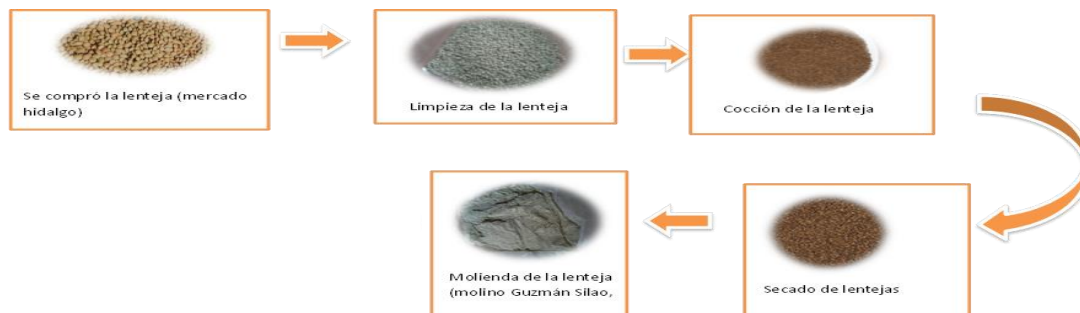 Se compró la lenteja (mercado
hidalgo)
Limpieza de la lenteja
Cocción de la lenteja
Secado de lentejas
Molienda de la lenteja
(molino Guzmán Silao,